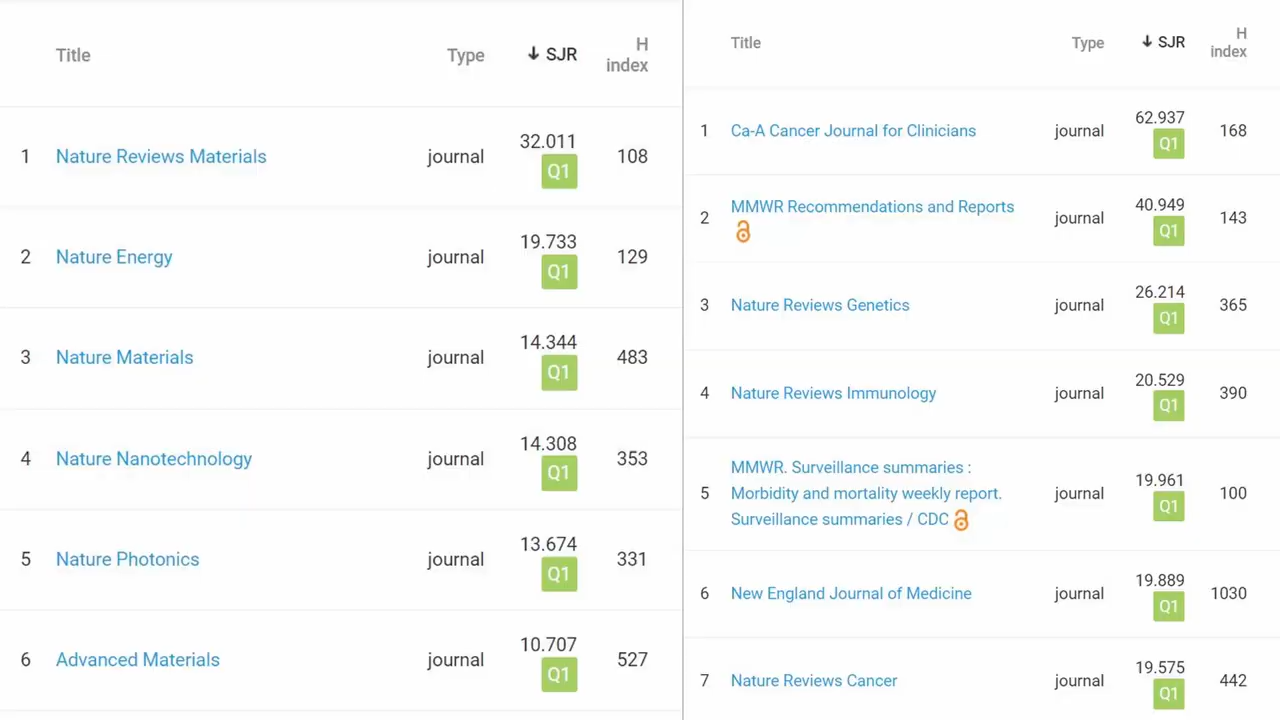 Title Type ↓ SJR H index
1 Nature Reviews Materials journal 32.011 Q1 108
2 Nature Energy journal 19.733 Q1 129
3 Nature Materials journal 14.344 Q1 483
4 Nature Nanotechnology journal 14.308 Q1 353
5 Nature Photonics journal 13.674 Q1 331
6 Advanced Materials journal 10.707 Q1 527
Title Type ↓ SJR H index
1 Ca-A Cancer Journal for Clinicians journal 62.937 Q1 168
2 MMWR Recommendations and Reports journal 40.949 Q1 143
3 Nature Reviews Genetics journal 26.214 Q1 365
4 Nature Reviews Immunology journal 20.529 Q1 390
MMWR. Surveillance summaries :
5 Morbidity and mortality weekly report. journal 19.961 Q1 100
Surveillance summaries / CDC
6 New England Journal of Medicine journal 19.889 Q1 1030
7 Nature Reviews Cancer journal 19.575 Q1 442